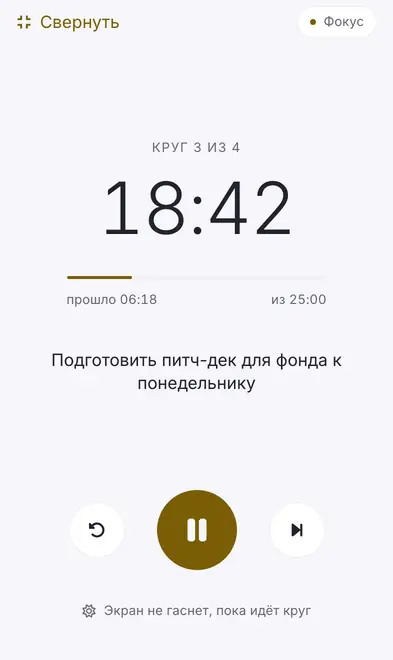 Свернуть
Фокус
КРУГ 3 ИЗ 4
18:42
прошло 06:18
из 25:00
Подготовить питч-дек для фонда к
понедельнику
Экран не гаснет, пока идёт круг